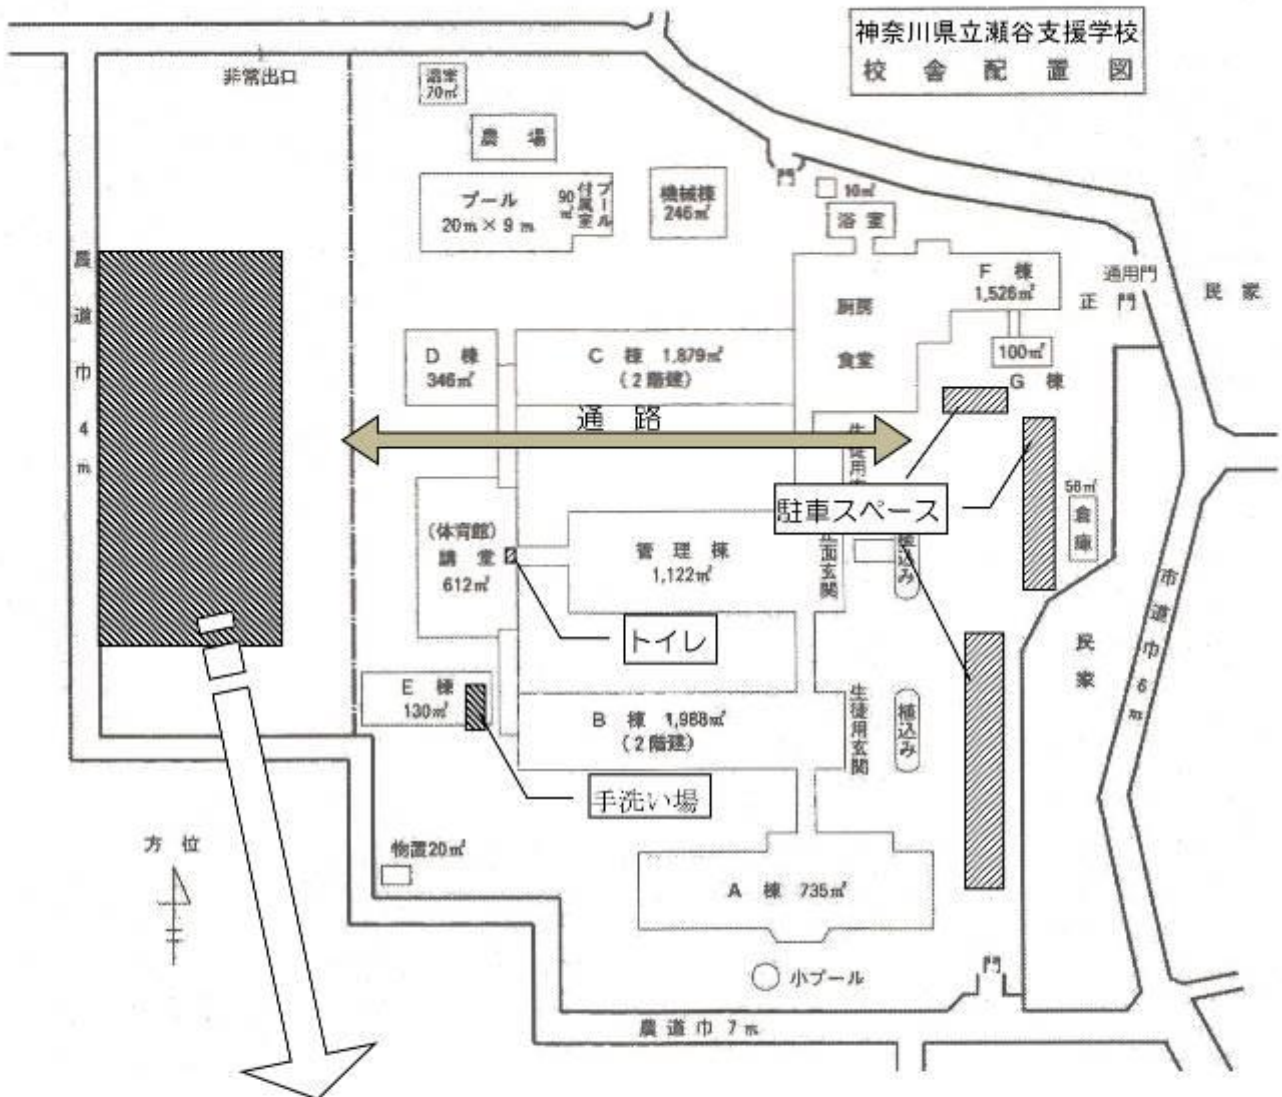 神奈川県立瀬谷支援学校
校舎配置図
非常出口
温室
70㎡
農場
プール
20m×9m
プール
付属室
90㎡
機械棟
246㎡
門
10㎡
浴室
F棟
1,526㎡
通用門
正門
民家
厨房
食堂
100㎡
G棟
D棟
346㎡
C棟 1,879㎡
(2階建)
農道巾4m
通路
生徒用
駐車スペース
56㎡
倉庫
(体育館)
講堂
612㎡
管理棟
1,122㎡
正面玄関
植込み
トイレ
市道巾6m
民家
E棟
130㎡
B棟 1,988㎡
(2階建)
生徒用玄関
植込み
手洗い場
方位
物置20㎡
A棟 735㎡
小プール
門
農道巾7m